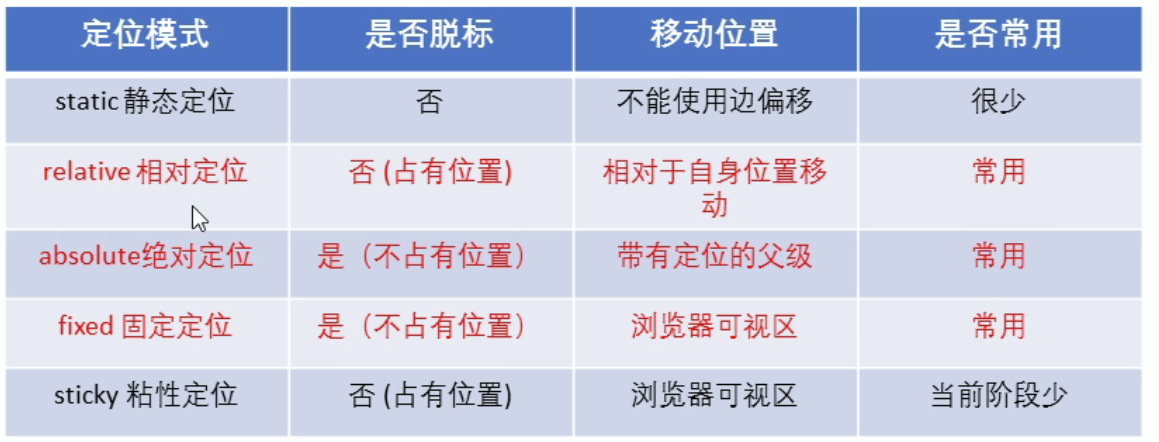 定位模式 是否脱标 移动位置 是否常用
static 静态定位 否 不能使用边偏移 很少
relative 相对定位 否 (占有位置) 相对于自身位置移 常用
动
absolute绝对定位 是（不占有位置） 带有定位的父级 常用
fixed 固定定位 是（不占有位置） 浏览器可视区 常用
sticky 粘性定位 否 (占有位置) 浏览器可视区 当前阶段少